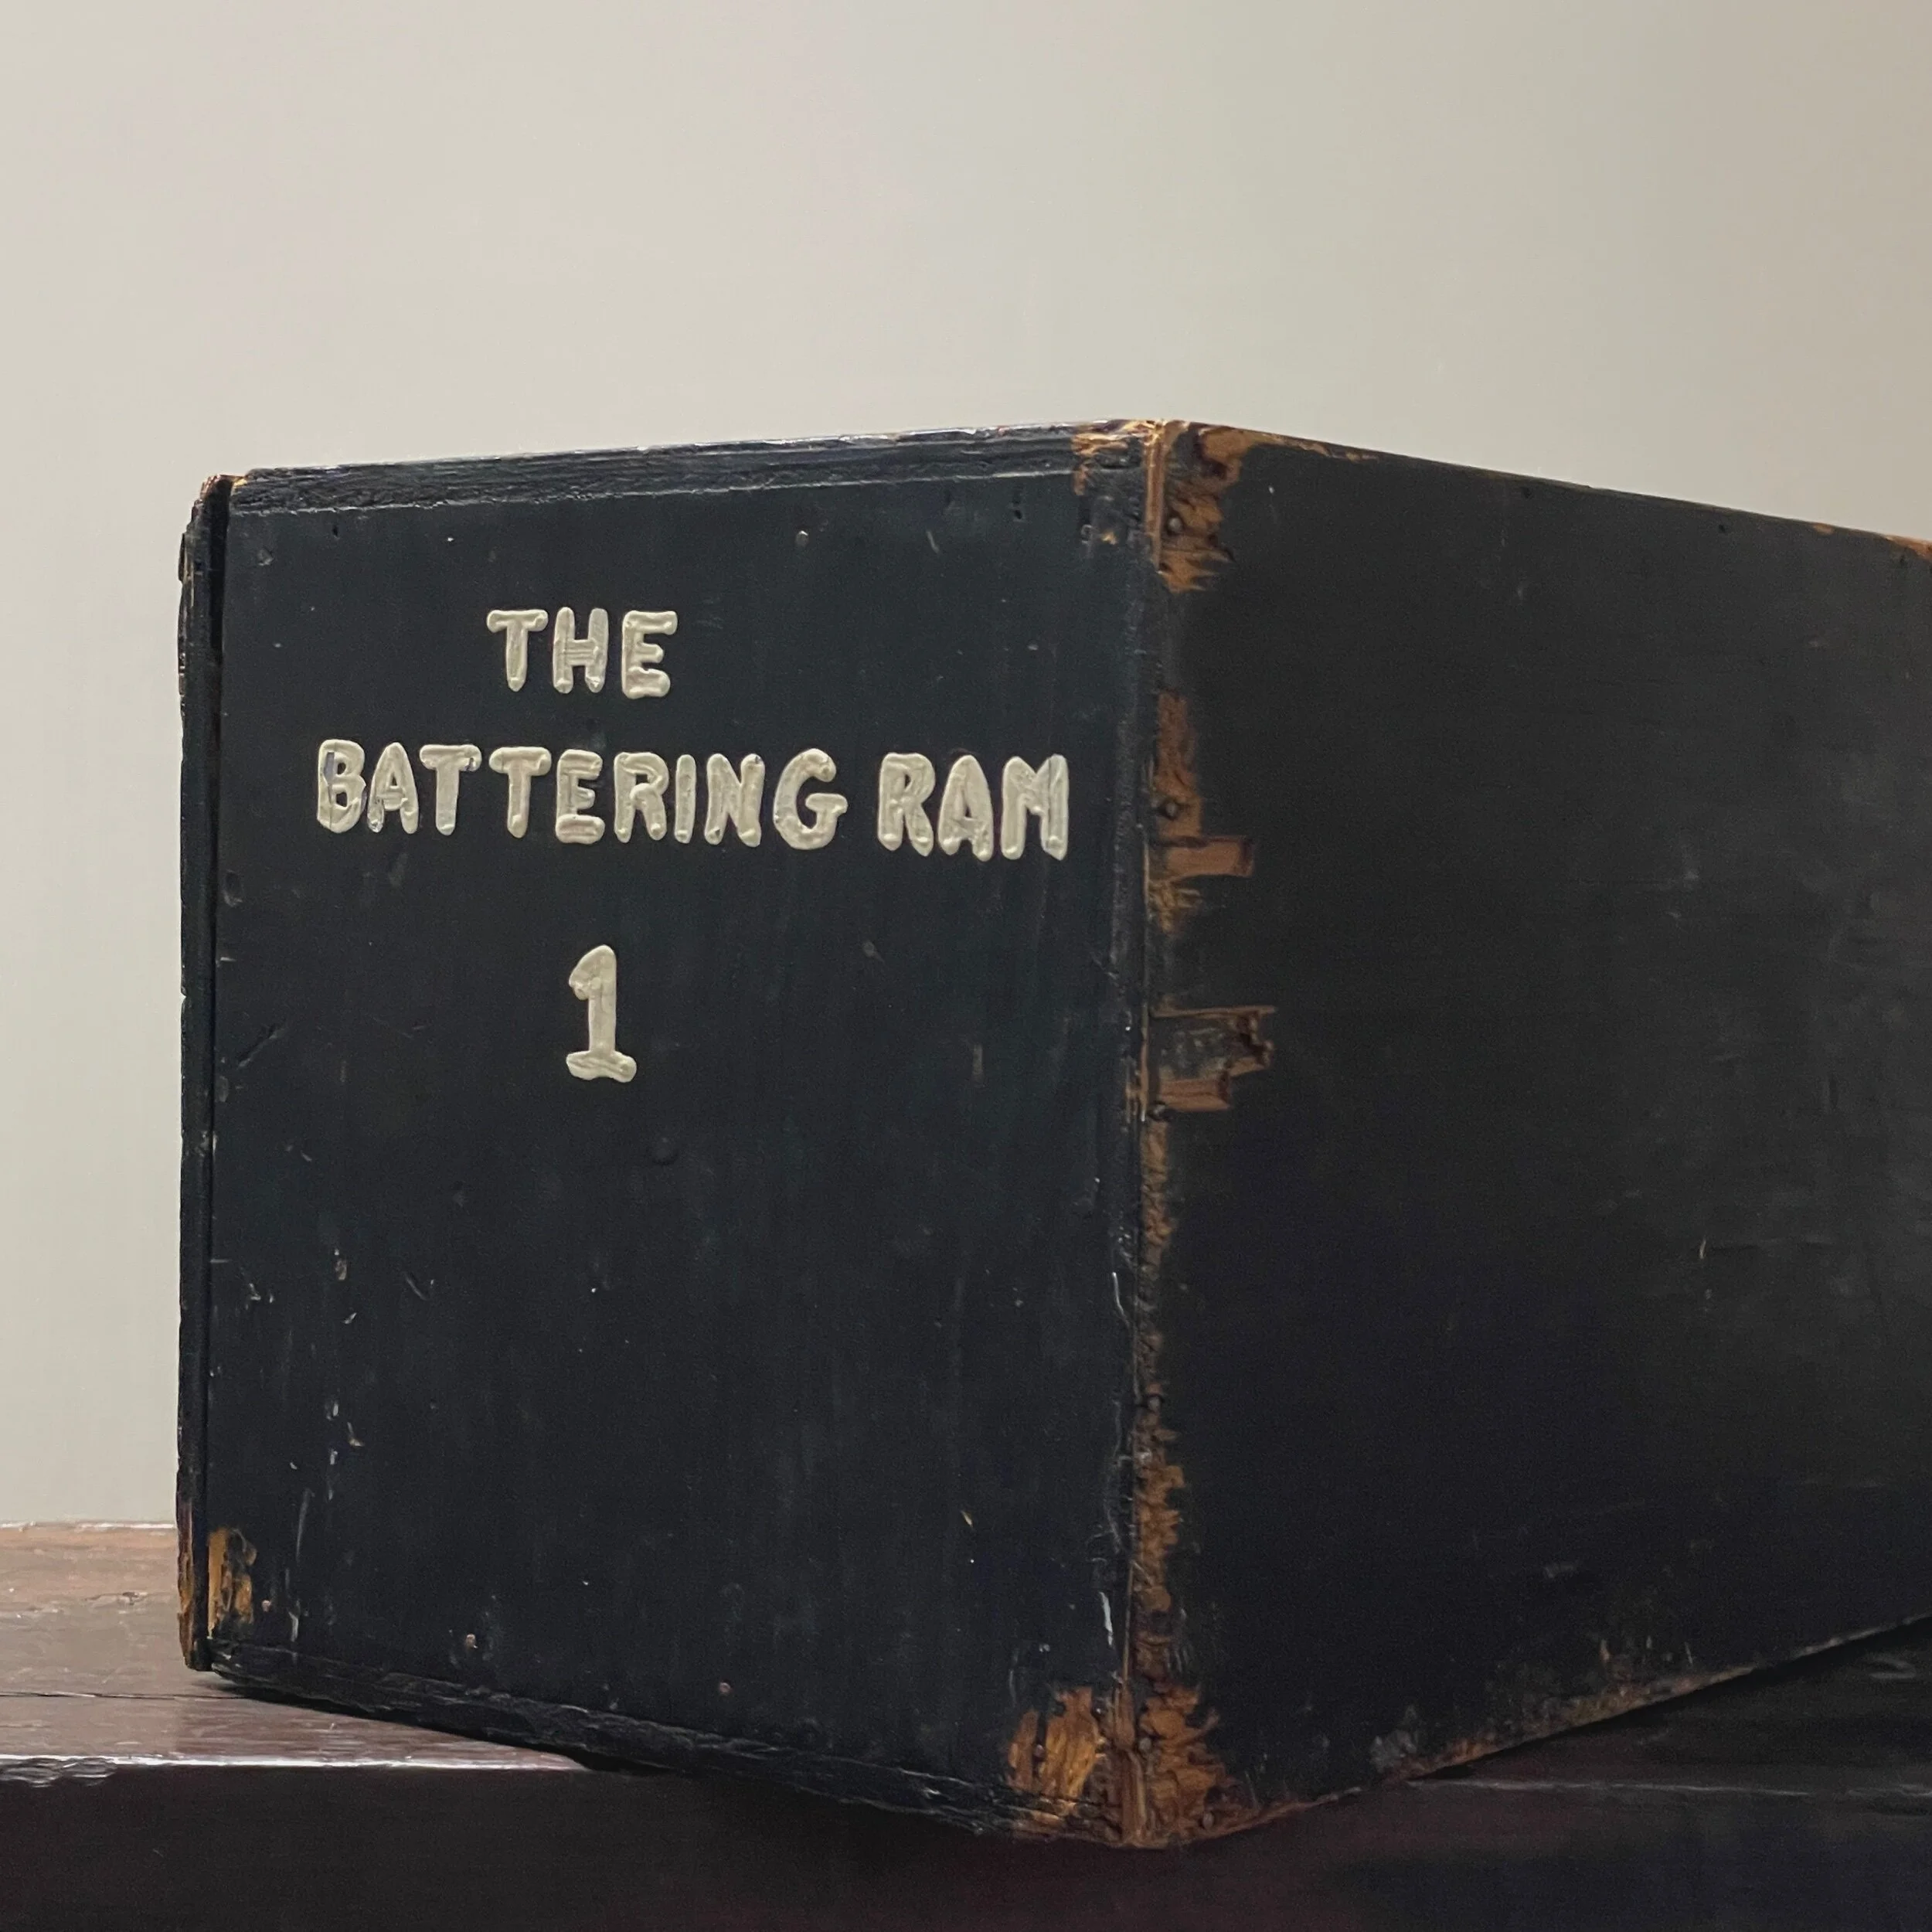 THE
BATTERING RAM
1